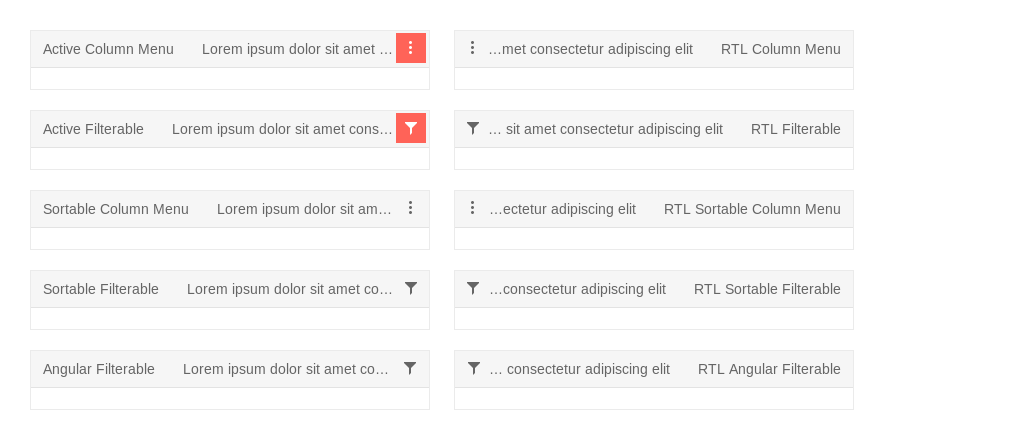 Active Column Menu Lorem ipsum dolor sit amet …
…met consectetur adipiscing elit RTL Column Menu
Active Filterable Lorem ipsum dolor sit amet cons…
… sit amet consectetur adipiscing elit RTL Filterable
Sortable Column Menu Lorem ipsum dolor sit am…
…ectetur adipiscing elit RTL Sortable Column Menu
Sortable Filterable Lorem ipsum dolor sit amet co…
…consectetur adipiscing elit RTL Sortable Filterable
Angular Filterable Lorem ipsum dolor sit amet co…
… consectetur adipiscing elit RTL Angular Filterable